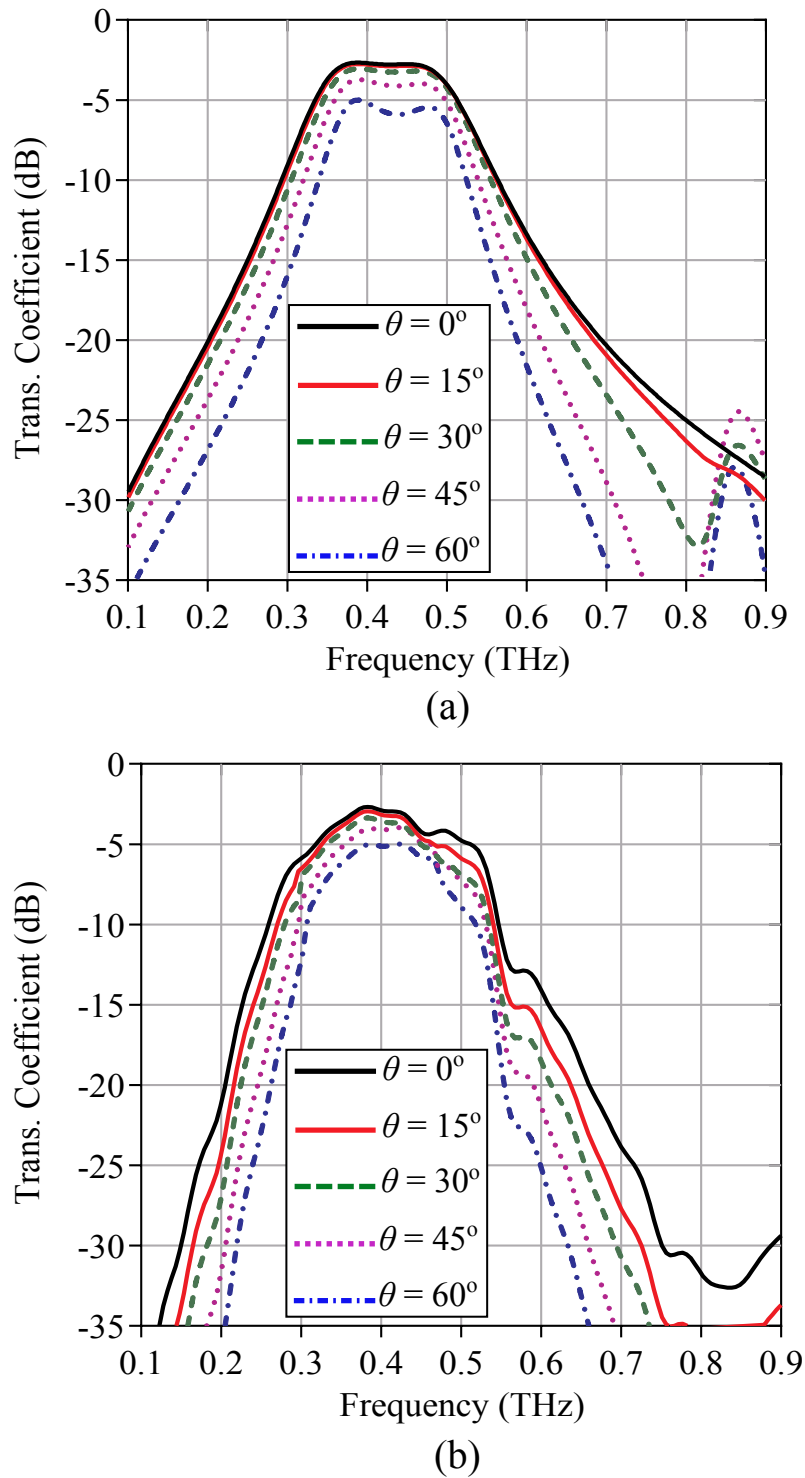 0
-5
-10
-15
-20
-25
-30
-35
Trans. Coefficient (dB)
θ = 0º
θ = 15º
θ = 30º
θ = 45º
θ = 60º
0.1 0.2 0.3 0.4 0.5 0.6 0.7 0.8 0.9
Frequency (THz)
(a)
0
-5
-10
-15
-20
-25
-30
-35
Trans. Coefficient (dB)
θ = 0º
θ = 15º
θ = 30º
θ = 45º
θ = 60º
0.1 0.2 0.3 0.4 0.5 0.6 0.7 0.8 0.9
Frequency (THz)
(b)